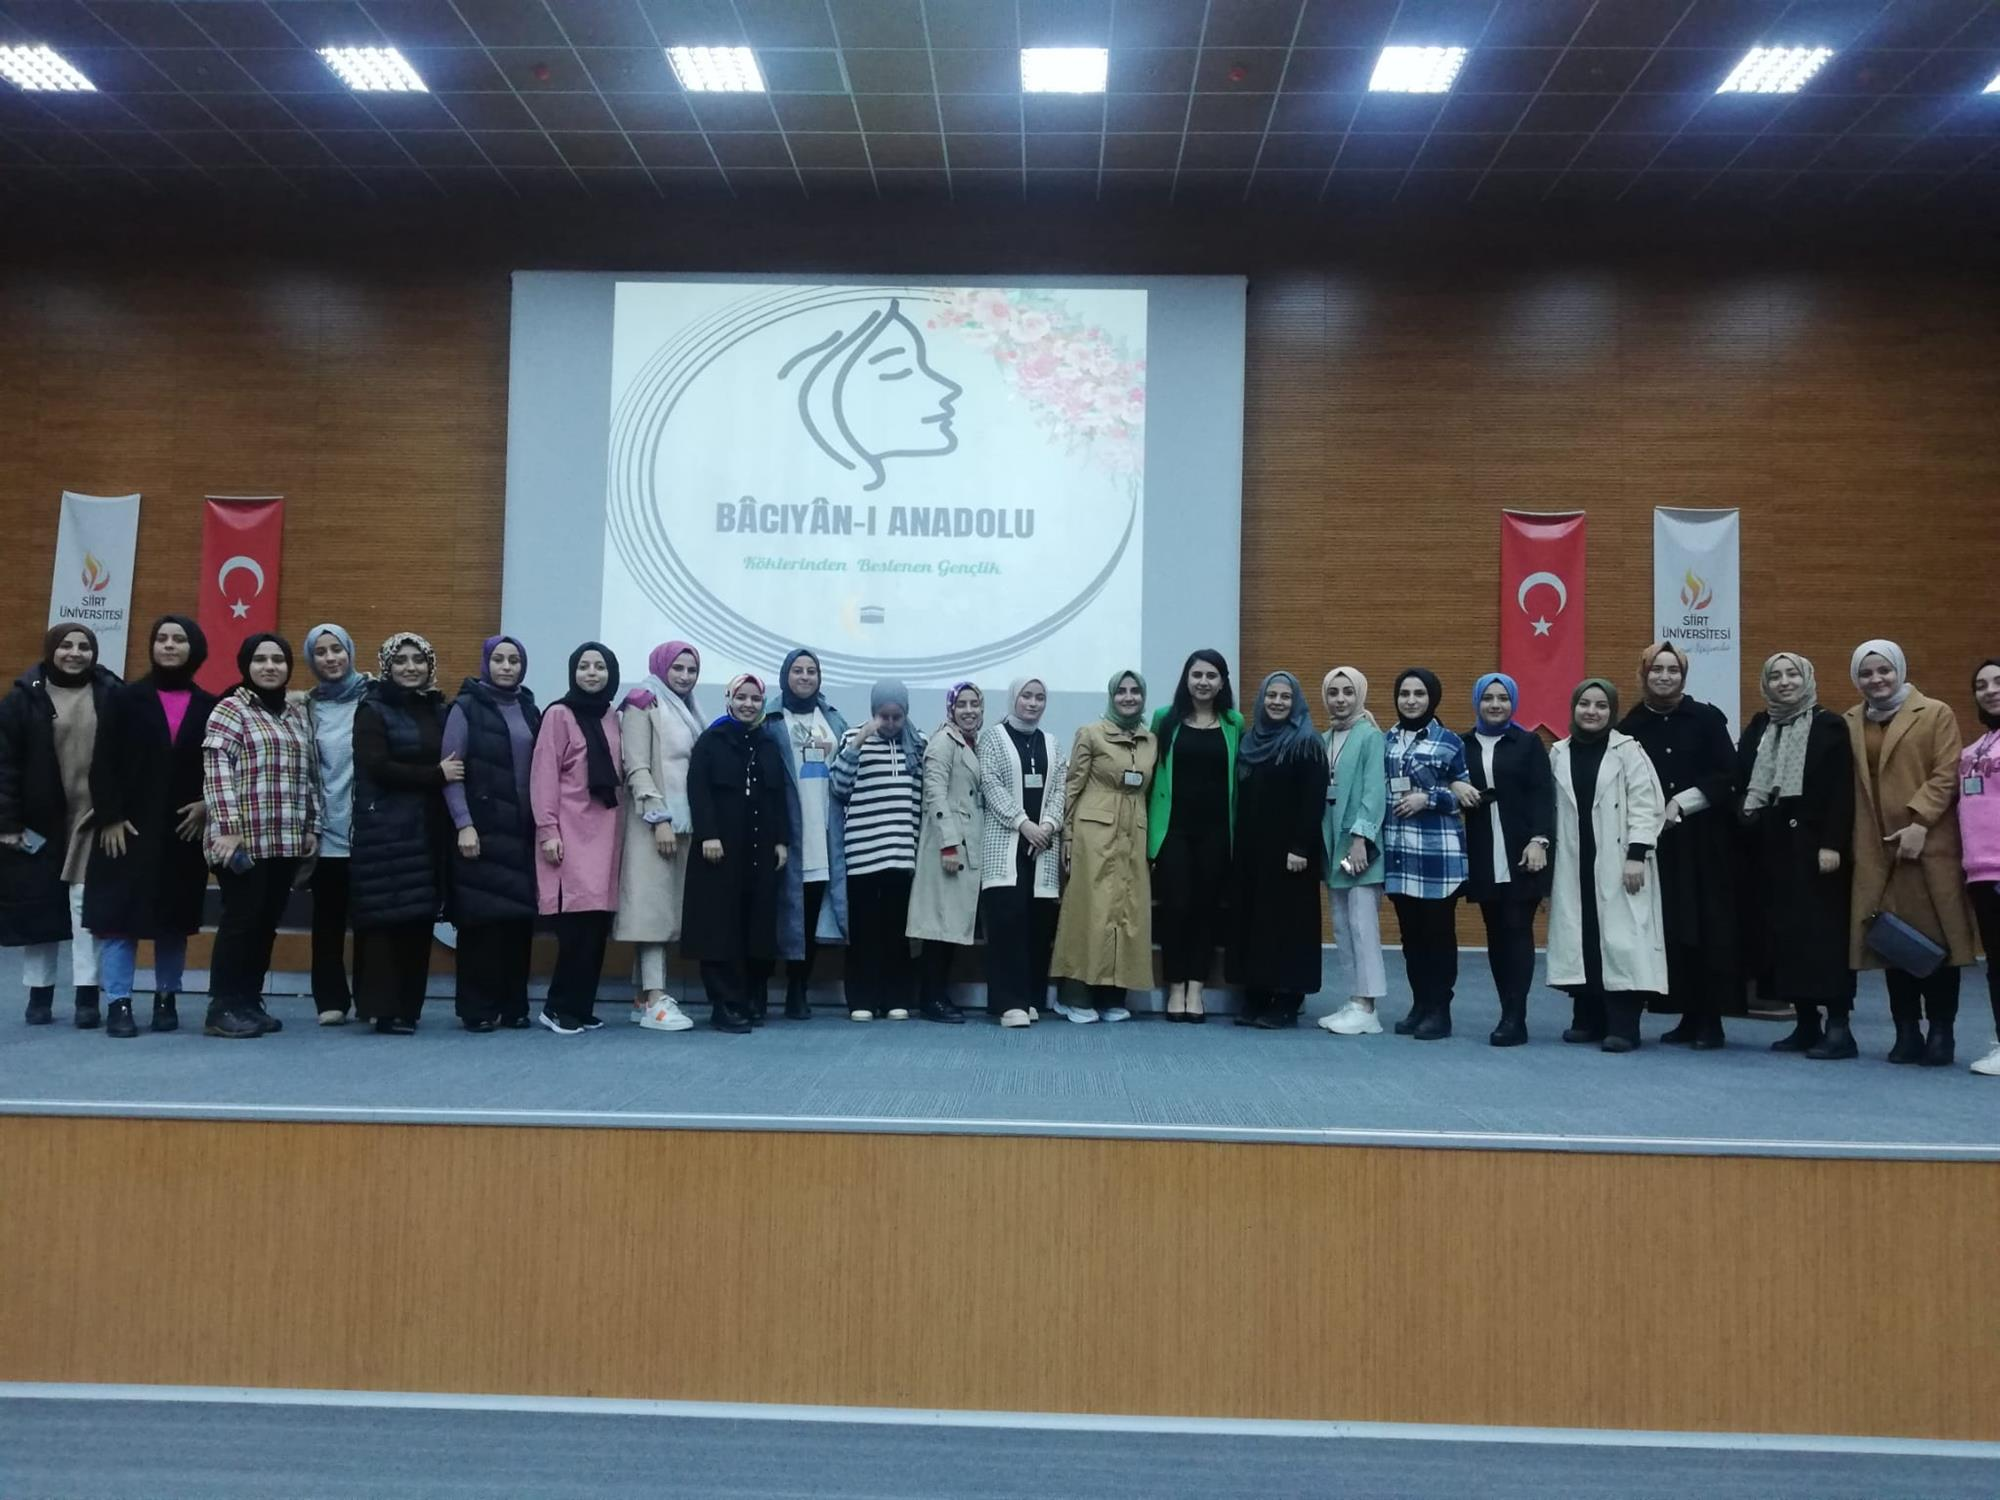 BÂCIYÂN-I ANADOLU
Köklerinden Beslenen Gençlik
SİİRT
ÜNİVERSİTESİ
SİİRT
ÜNİVERSİTESİ